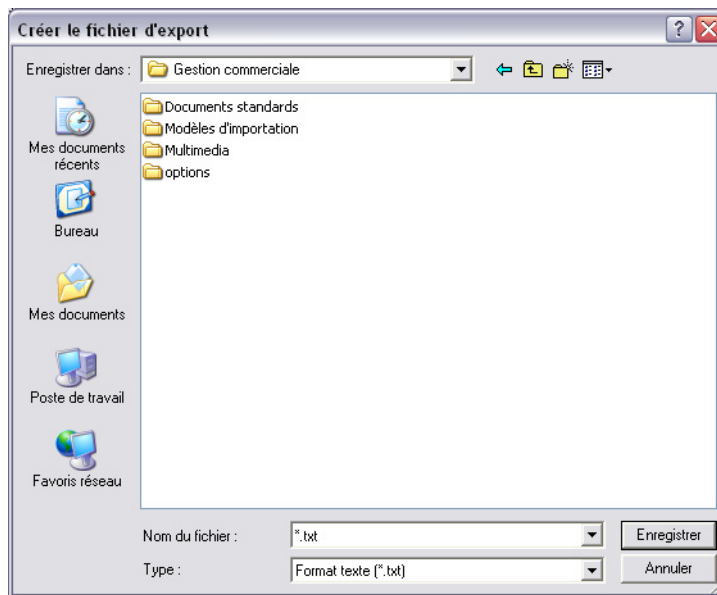 Créer le fichier d'export
Enregistrer dans :
Gestion commerciale
Mes documents
récents
Bureau
Mes documents
Poste de travail
Favoris réseau
Documents standards
Modèles d'importation
Multimedia
options
Nom du fichier :
*.txt
Enregistrer
Type :
Format texte (*.txt)
Annuler